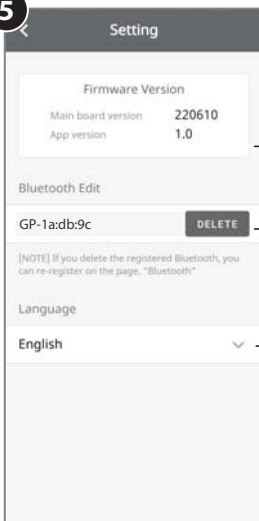 5
Setting
Firmware Version
Main board version 220610
App version 1.0
Bluetooth Edit
GP-1a:db:9c DELETE
[NOTE] If you delete the registered Bluetooth, you
can re-register on the page, "Bluetooth"
Language
English